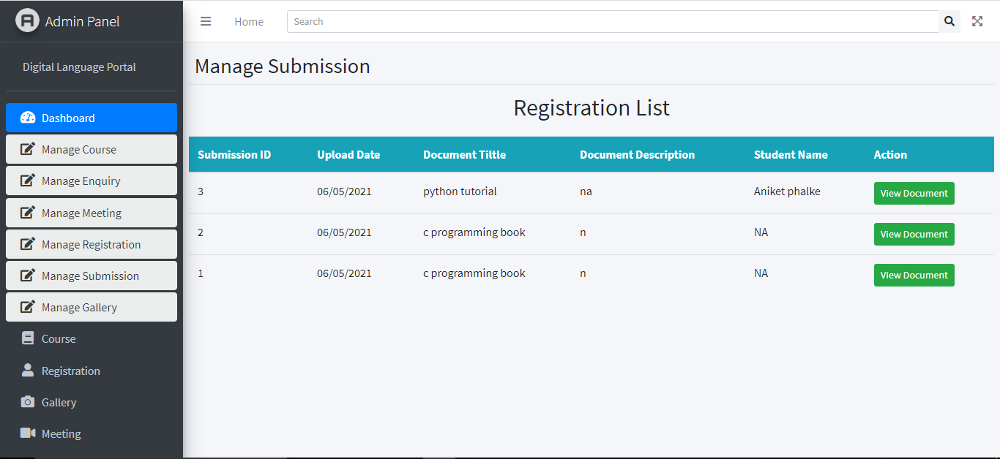 Admin Panel
Home
Search
Digital Language Portal
Dashboard
Manage Course
Manage Enquiry
Manage Meeting
Manage Registration
Manage Submission
Manage Gallery
Course
Registration
Gallery
Meeting
Manage Submission
Registration List
Submission ID Upload Date Document Tiltle Document Description Student Name Action
3 06/05/2021 python tutorial na Aniket phalke View Document
2 06/05/2021 c programming book n NA View Document
1 06/05/2021 c programming book n NA View Document